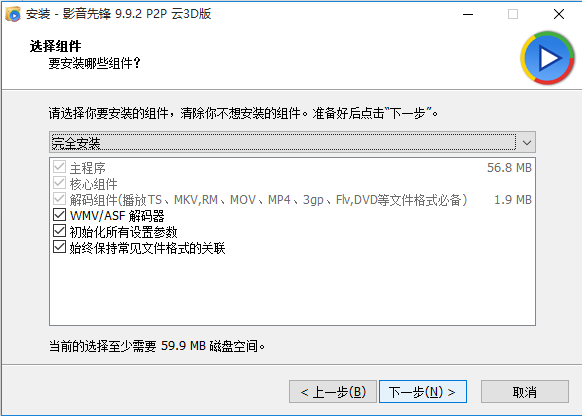 安装 - 影音先锋 9.9.2 P2P 云3D版
选择组件
要安装哪些组件?
请选择你要安装的组件，清除你不想安装的组件。准备好后点击“下一步”。
完全安装
主程序 56.8 MB
核心组件
解码组件(播放TS、MKV,RM、MOV、MP4、3gp、Flv,DVD等文件格式必备) 1.9 MB
WMV/ASF 解码器
初始化所有设置参数
始终保持常见文件格式的关联
当前的选择至少需要 59.9 MB 磁盘空间。
< 上一步(B) 下一步(N) > 取消